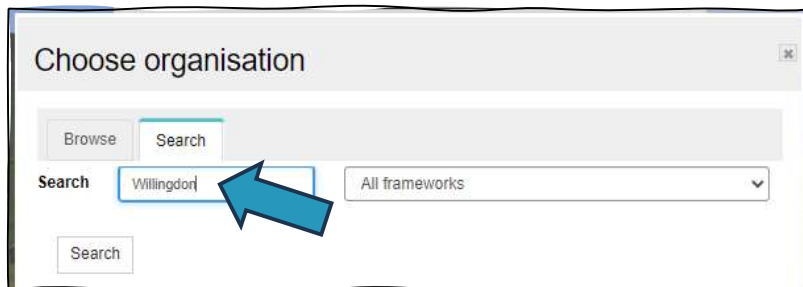 Choose organisation
Browse Search
Search Willingdon All frameworks
Search